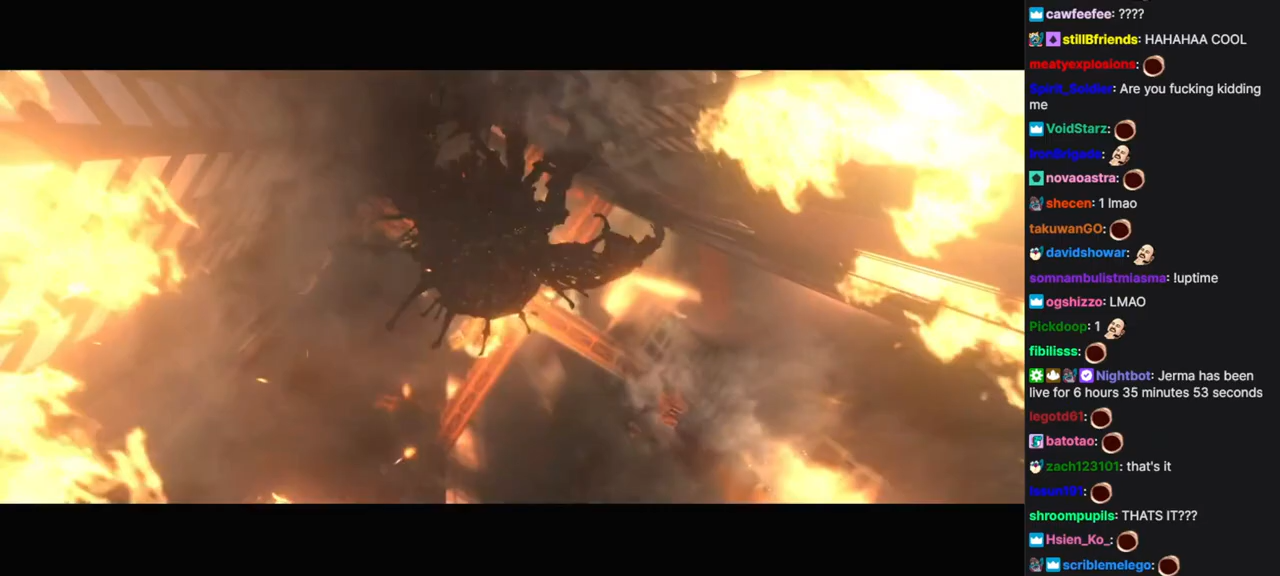 cawfeefee: ????
stillBfriends: HAHAHAA COOL
meatyexplosions:
Spirit_Soldier: Are you fucking kidding
me
VoidStarz:
IronBrigade:
novaoastra:
shecen: 1 lmao
takuwanGO:
davidshowar:
somnambulistmiasma: !uptime
ogshizzo: LMAO
Pickdoop: 1
fibilisss:
Nightbot: Jerma has been
live for 6 hours 35 minutes 53 seconds
legotd61:
batotao:
zach123101: that's it
shroompupils: THATS IT???
Hsien_Ko_:
scriblemelego: